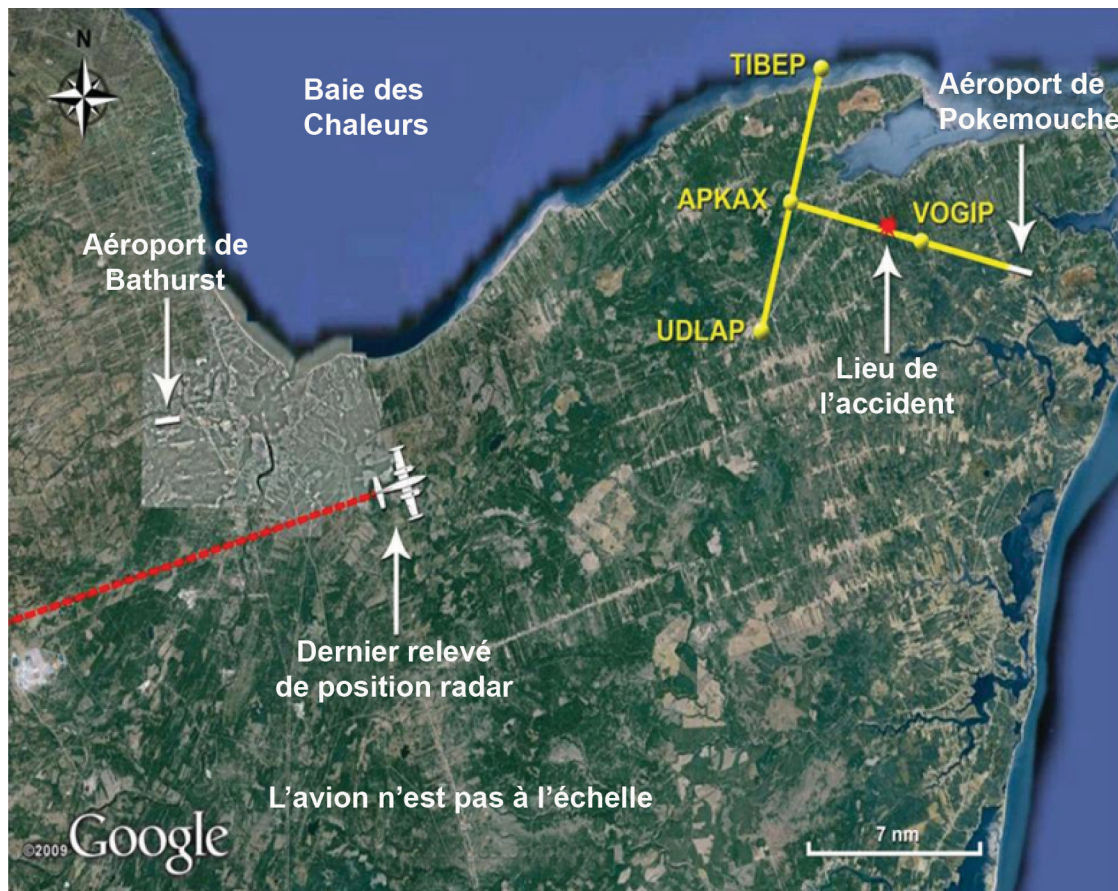 N
Baie des
Chaleurs
TIBEP
Aéroport de
Pokemouche
APKAX
VOGIP
Aéroport de
Bathurst
UDLAP
Lieu de
l'accident
Dernier relevé
de position radar
L'avion n'est pas à l'échelle
©2009 Google
7 nm